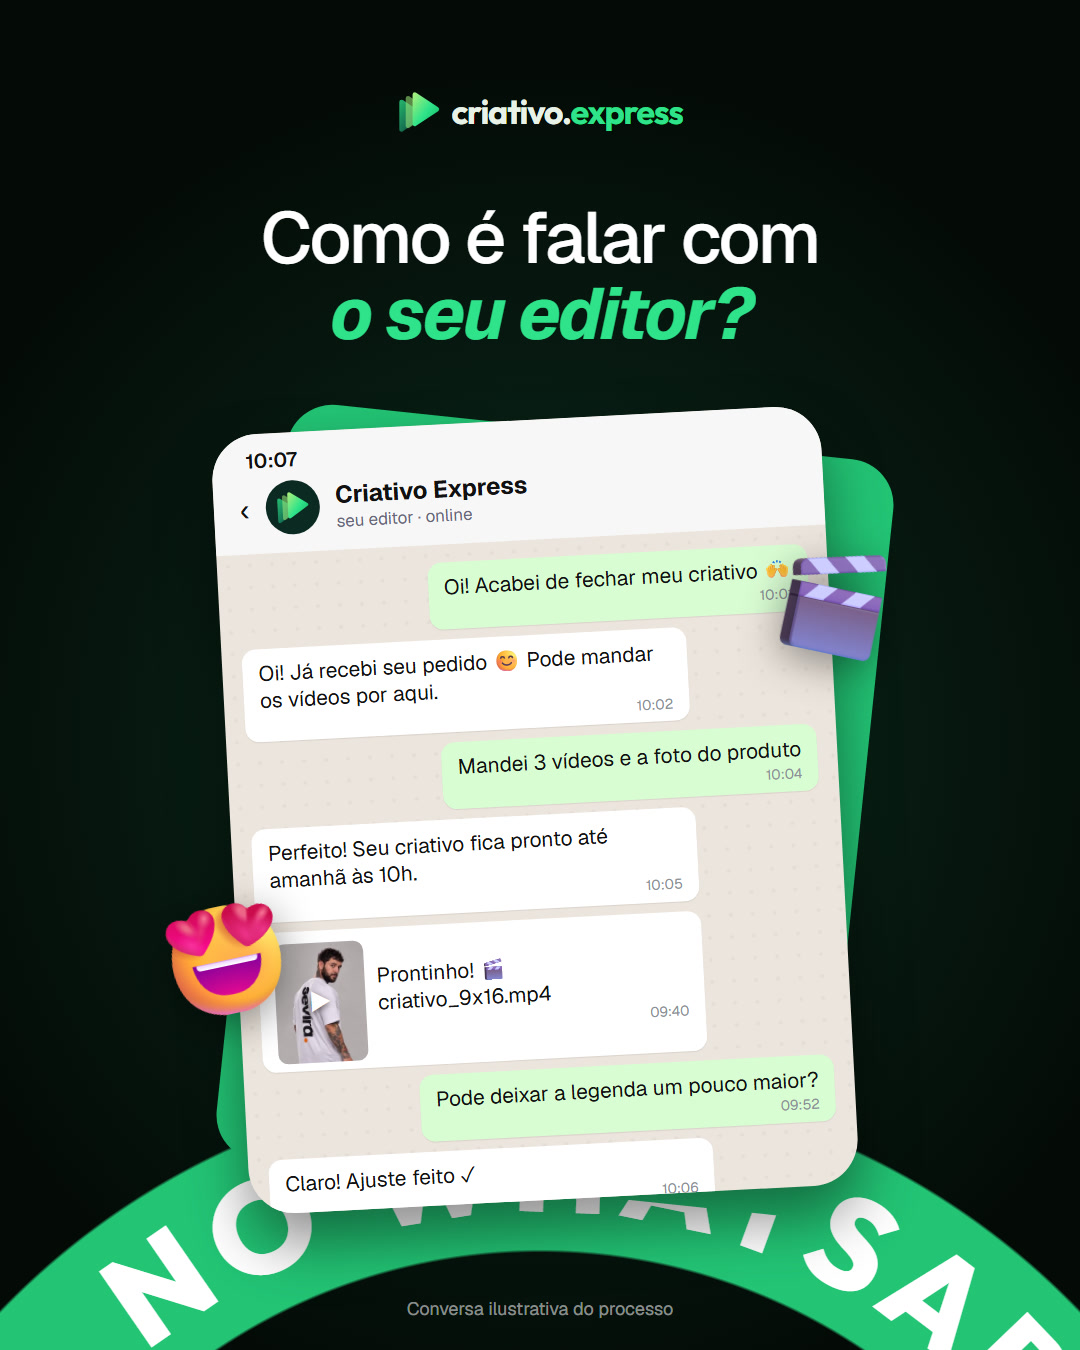 criativo.express
Como é falar com
o seu editor?
10:07
Criativo Express
seu editor · online
Oi! Acabei de fechar meu criativo 🙌
Oi! Já recebi seu pedido 😊 Pode mandar
os vídeos por aqui.
10:02
Mandei 3 vídeos e a foto do produto
10:04
Perfeito! Seu criativo fica pronto até
amanhã às 10h.
10:05
sevira.
Prontinho! 🎬
criativo_9x16.mp4
09:40
Pode deixar a legenda um pouco maior?
09:52
Claro! Ajuste feito ✓
10:06
NO WHATSAP
Conversa ilustrativa do processo